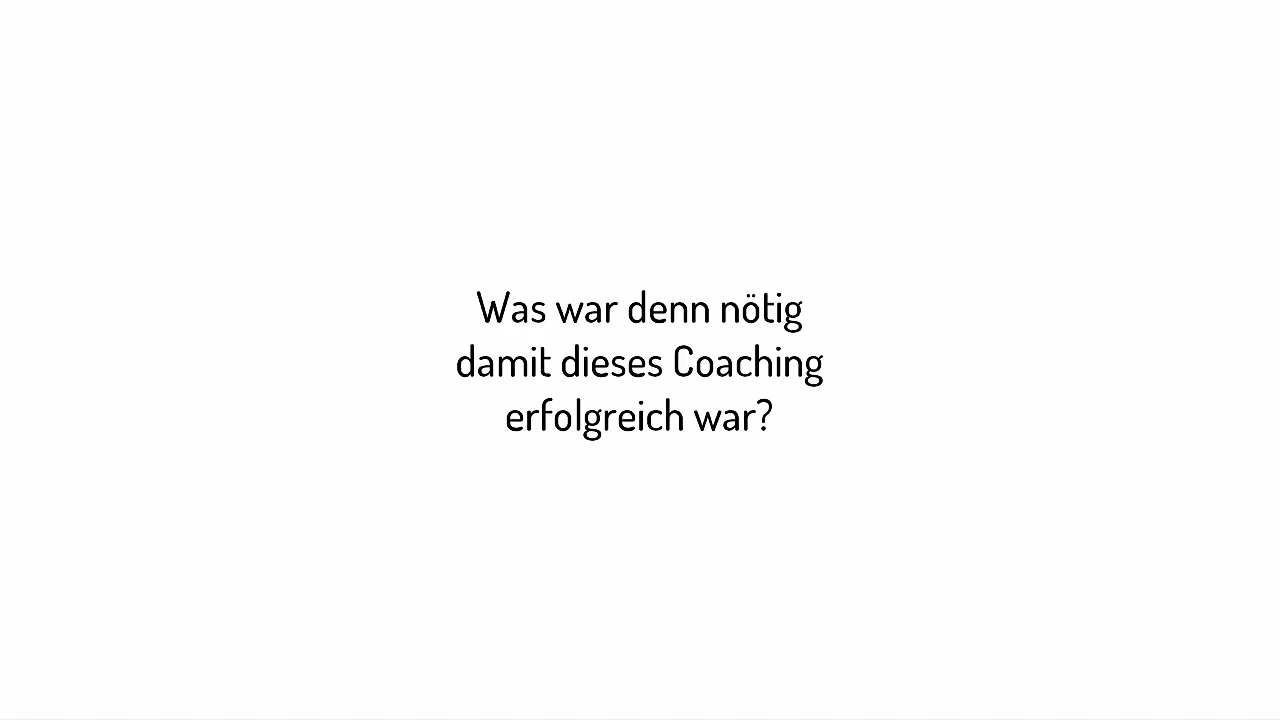 Was war denn nötig
damit dieses Coaching
erfolgreich war?